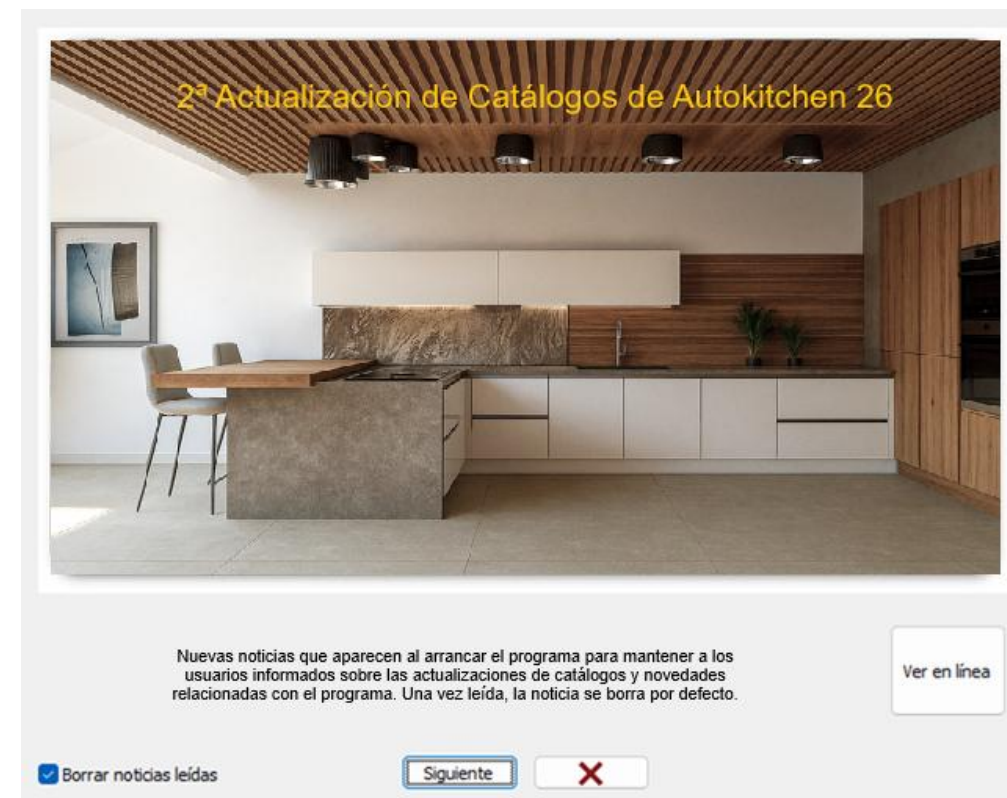 2ª Actualización de Catálogos de Autokitchen 26
Nuevas noticias que aparecen al arrancar el programa para mantener a los
usuarios informados sobre las actualizaciones de catálogos y novedades
relacionadas con el programa. Una vez leída, la noticia se borra por defecto.
Ver en línea
Borrar noticias leídas
Siguiente